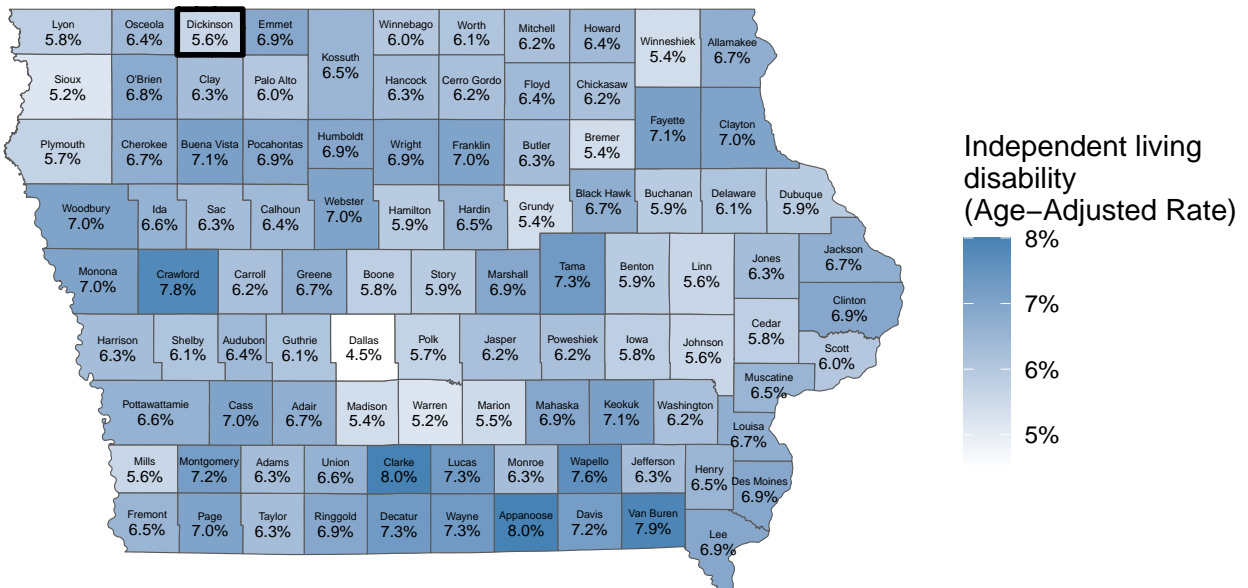 Lyon
5.8%
Osceola
6.4%
Dickinson
5.6%
Emmet
6.9%
Kossuth
6.5%
Winnebago
6.0%
Worth
6.1%
Mitchell
6.2%
Howard
6.4%
Winneshiek
5.4%
Allamakee
6.7%
Sioux
5.2%
O'Brien
6.8%
Clay
6.3%
Palo Alto
6.0%
Hancock
6.3%
Cerro Gordo
6.2%
Floyd
6.4%
Chickasaw
6.2%
Fayette
7.1%
Clayton
7.0%
Plymouth
5.7%
Cherokee
6.7%
Buena Vista
7.1%
Pocahontas
6.9%
Humboldt
6.9%
Wright
6.9%
Franklin
7.0%
Butler
6.3%
Bremer
5.4%
Woodbury
7.0%
Ida
6.6%
Sac
6.3%
Calhoun
6.4%
Webster
7.0%
Hamilton
5.9%
Hardin
6.5%
Grundy
5.4%
Black Hawk
6.7%
Buchanan
5.9%
Delaware
6.1%
Dubuque
5.9%
Monona
7.0%
Crawford
7.8%
Carroll
6.2%
Greene
6.7%
Boone
5.8%
Story
5.9%
Marshall
6.9%
Tama
7.3%
Benton
5.9%
Linn
5.6%
Jones
6.3%
Jackson
6.7%
Clinton
6.9%
Harrison
6.3%
Shelby
6.1%
Audubon
6.4%
Guthrie
6.1%
Dallas
4.5%
Polk
5.7%
Jasper
6.2%
Poweshiek
6.2%
Iowa
5.8%
Johnson
5.6%
Cedar
5.8%
Scott
6.0%
Muscatine
6.5%
Pottawattamie
6.6%
Cass
7.0%
Adair
6.7%
Madison
5.4%
Warren
5.2%
Marion
5.5%
Mahaska
6.9%
Keokuk
7.1%
Washington
6.2%
Louisa
6.7%
Mills
5.6%
Montgomery
7.2%
Adams
6.3%
Union
6.6%
Clarke
8.0%
Lucas
7.3%
Monroe
6.3%
Wapello
7.6%
Jefferson
6.3%
Henry
6.5%
Des Moines
6.9%
Fremont
6.5%
Page
7.0%
Taylor
6.3%
Ringgold
6.9%
Decatur
7.3%
Wayne
7.3%
Appanoose
8.0%
Davis
7.2%
Van Buren
7.9%
Lee
6.9%
Independent living
disability
(Age−Adjusted Rate)
8%
7%
6%
5%